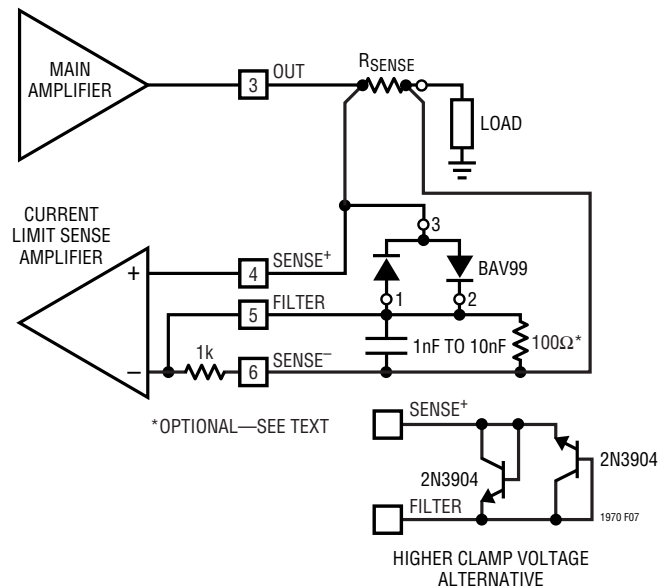 MAIN
AMPLIFIER
3
OUT
RSENSE
LOAD
CURRENT
LIMIT SENSE
AMPLIFIER
3
+
4
SENSE+
BAV99
5
FILTER
1
2
1nF TO 10nF
100Ω*
1k
–
6
SENSE–
*OPTIONAL—SEE TEXT
SENSE+
2N3904
2N3904
FILTER
1970 F07
HIGHER CLAMP VOLTAGE
ALTERNATIVE